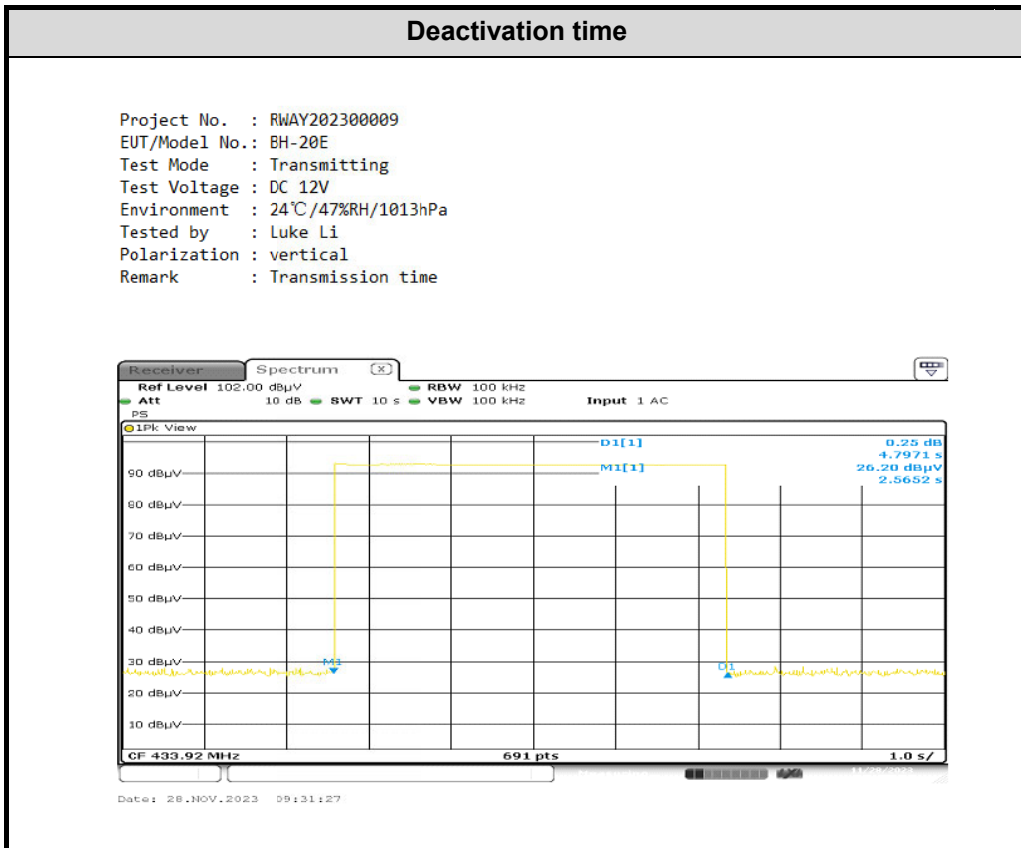 Deactivation time
Project No. : RWAY202300009
EUT/Model No.: BH-20E
Test Mode : Transmitting
Test Voltage : DC 12V
Environment : 24℃/47%RH/1013hPa
Tested by : Luke Li
Polarization : vertical
Remark : Transmission time
Receiver Spectrum X
Ref Level 102.00 dBµV RBW 100 kHz
Att 10 dB SWT 10 s VBW 100 kHz Input 1 AC
PS
1Pk View
D1[1] 0.25 dB
4.7971 s
90 dBµV M1[1] 26.20 dBµV
2.5652 s
80 dBµV
70 dBµV
60 dBµV
50 dBµV
40 dBµV
30 dBµV M1 D1
20 dBµV
10 dBµV
CF 433.92 MHz 691 pts 1.0 s/
Date: 28.NOV.2023 09:31:27